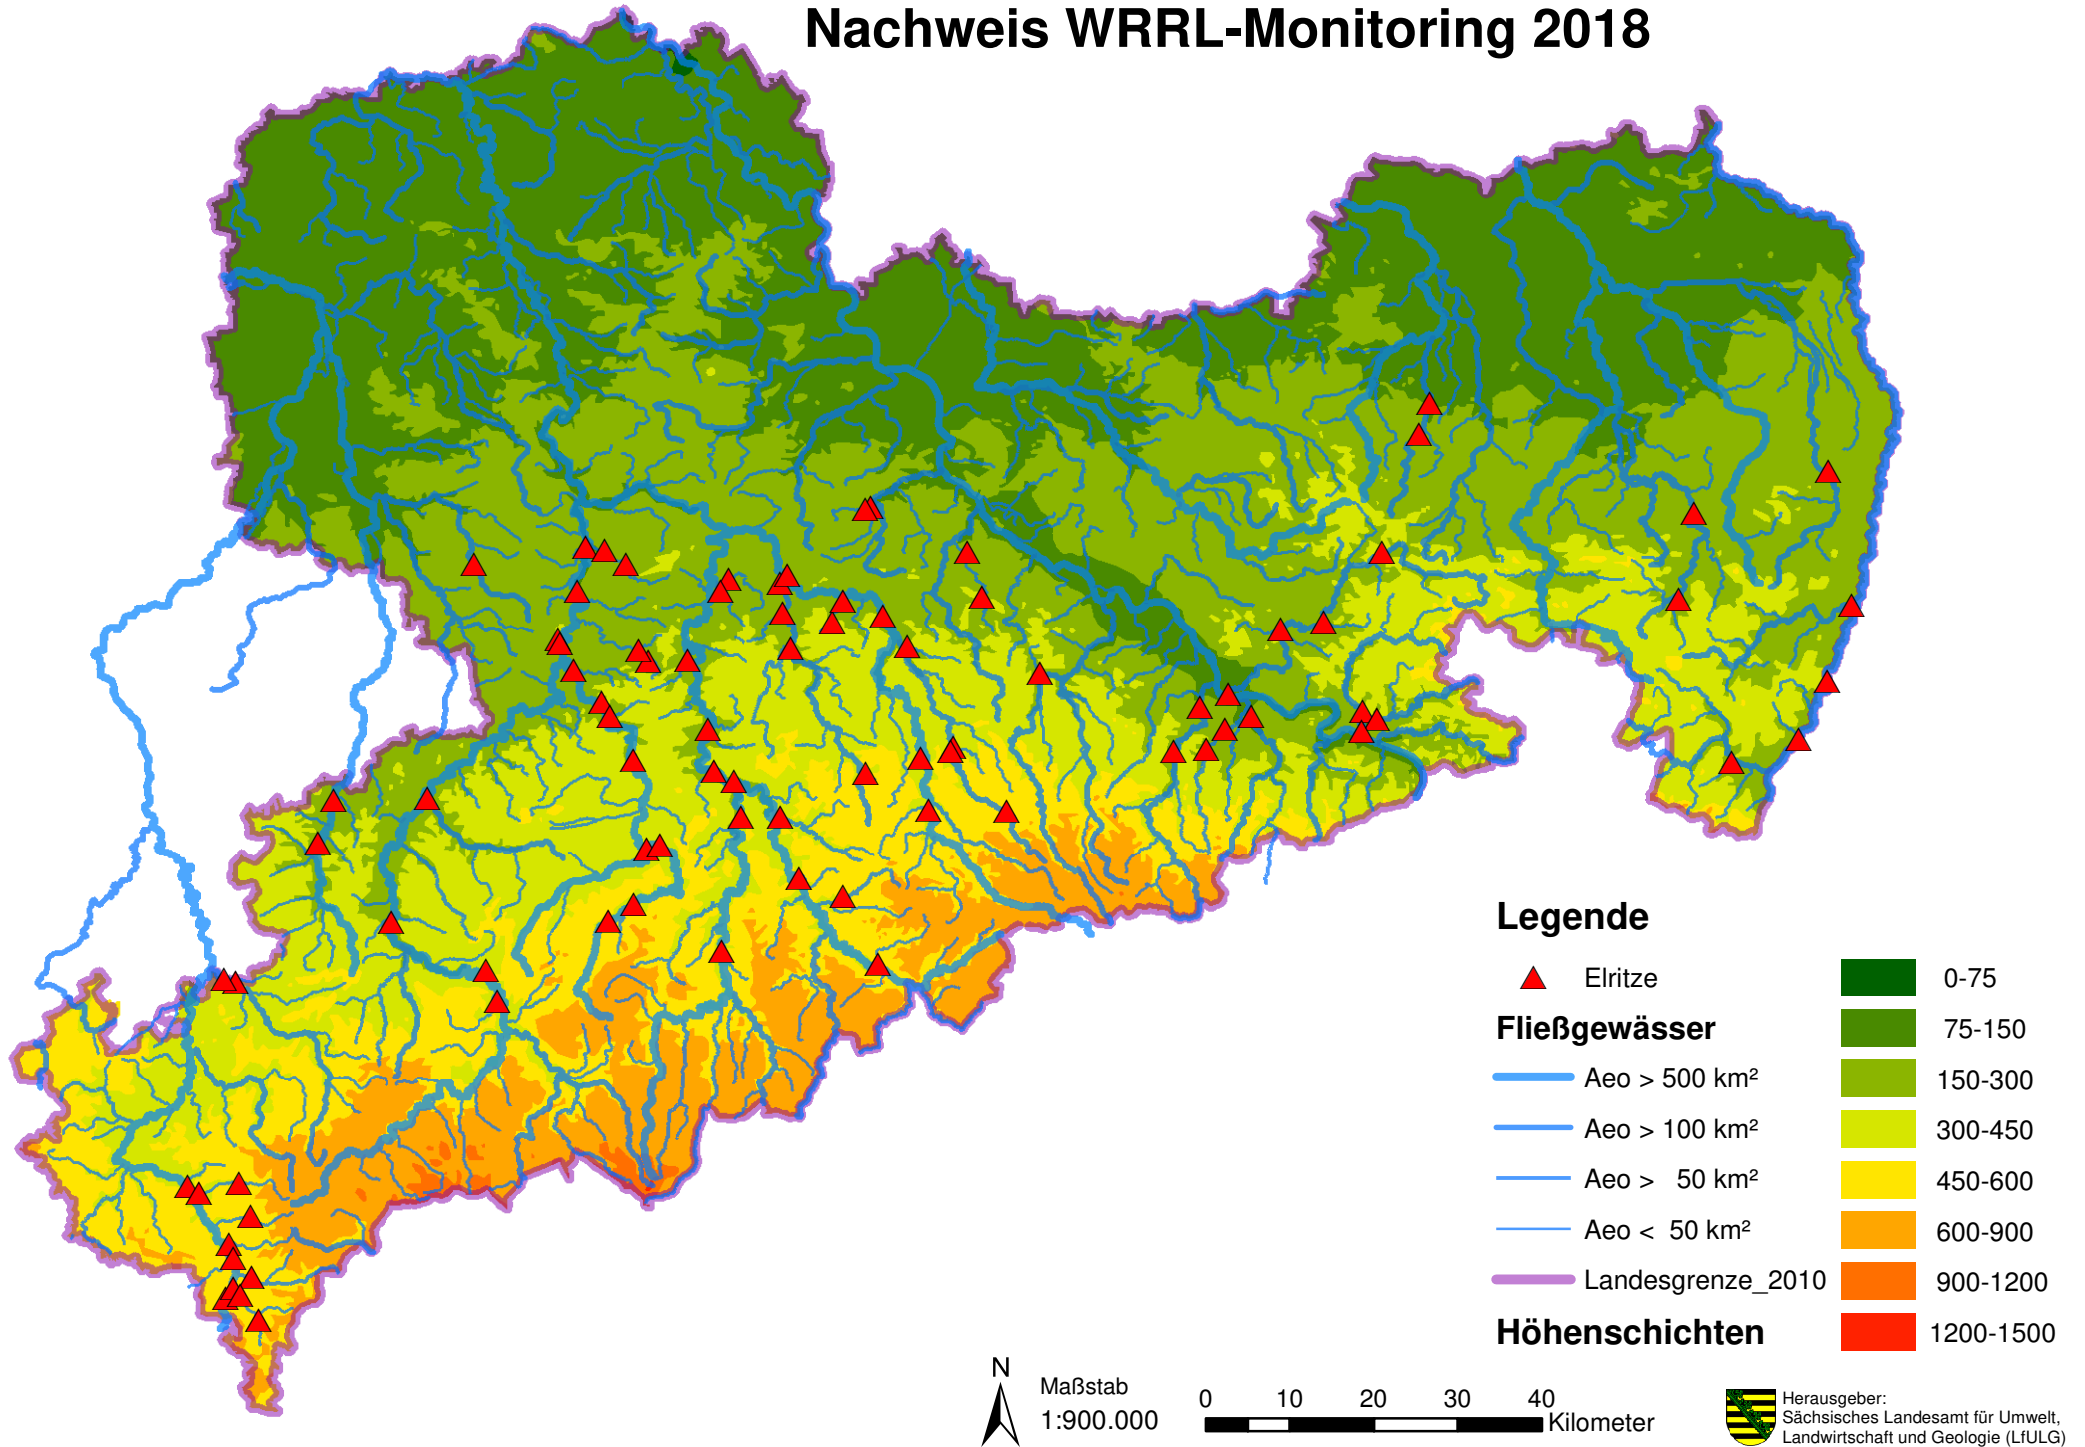 Nachweis WRRL-Monitoring 2018
Legende
Elritze
Fließgewässer
Aeo > 500 km²
Aeo > 100 km²
Aeo > 50 km²
Aeo < 50 km²
Landesgrenze_2010
Höhenschichten
0-75
75-150
150-300
300-450
450-600
600-900
900-1200
1200-1500
N
Maßstab
1:900.000
0 10 20 30 40
Kilometer
Herausgeber:
Sächsisches Landesamt für Umwelt,
Landwirtschaft und Geologie (LfULG)